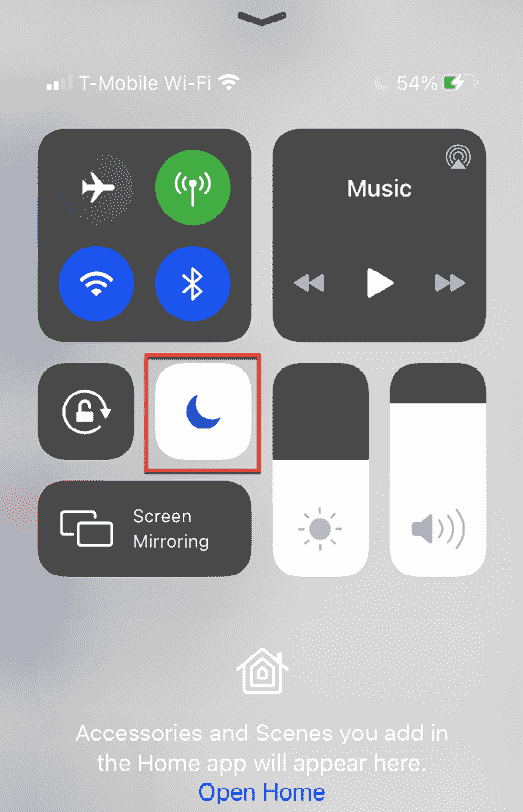 T-Mobile Wi-Fi 54%
Music
Screen
Mirroring
Accessories and Scenes you add in
the Home app will appear here.
Open Home